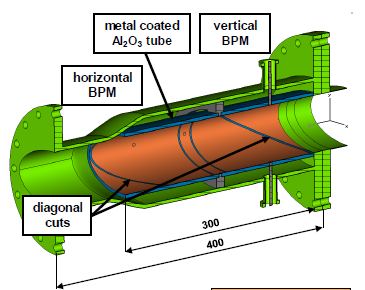 metal coated
Al₂O₃ tube
vertical
BPM
horizontal
BPM
diagonal
cuts
300
400